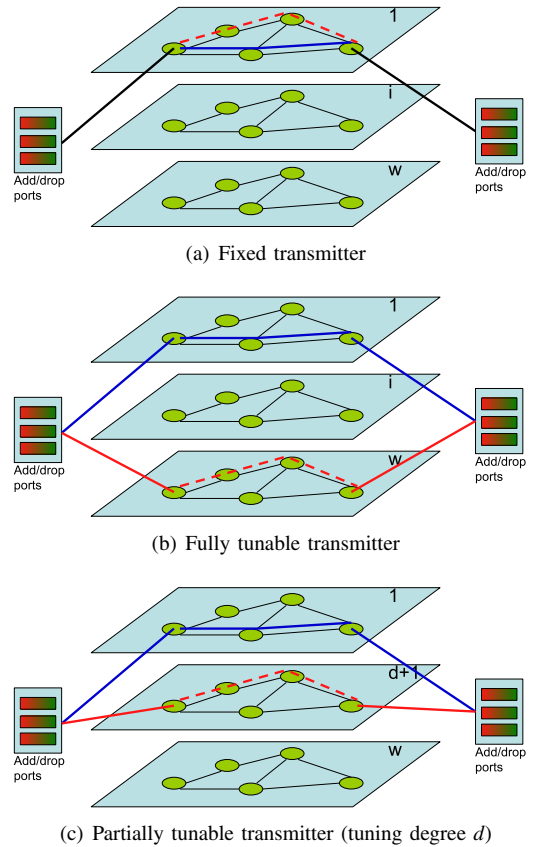 1
i
w
Add/drop
ports
Add/drop
ports
(a) Fixed transmitter
1
i
w
Add/drop
ports
Add/drop
ports
(b) Fully tunable transmitter
1
d+1
w
Add/drop
ports
Add/drop
ports
(c) Partially tunable transmitter (tuning degree d)